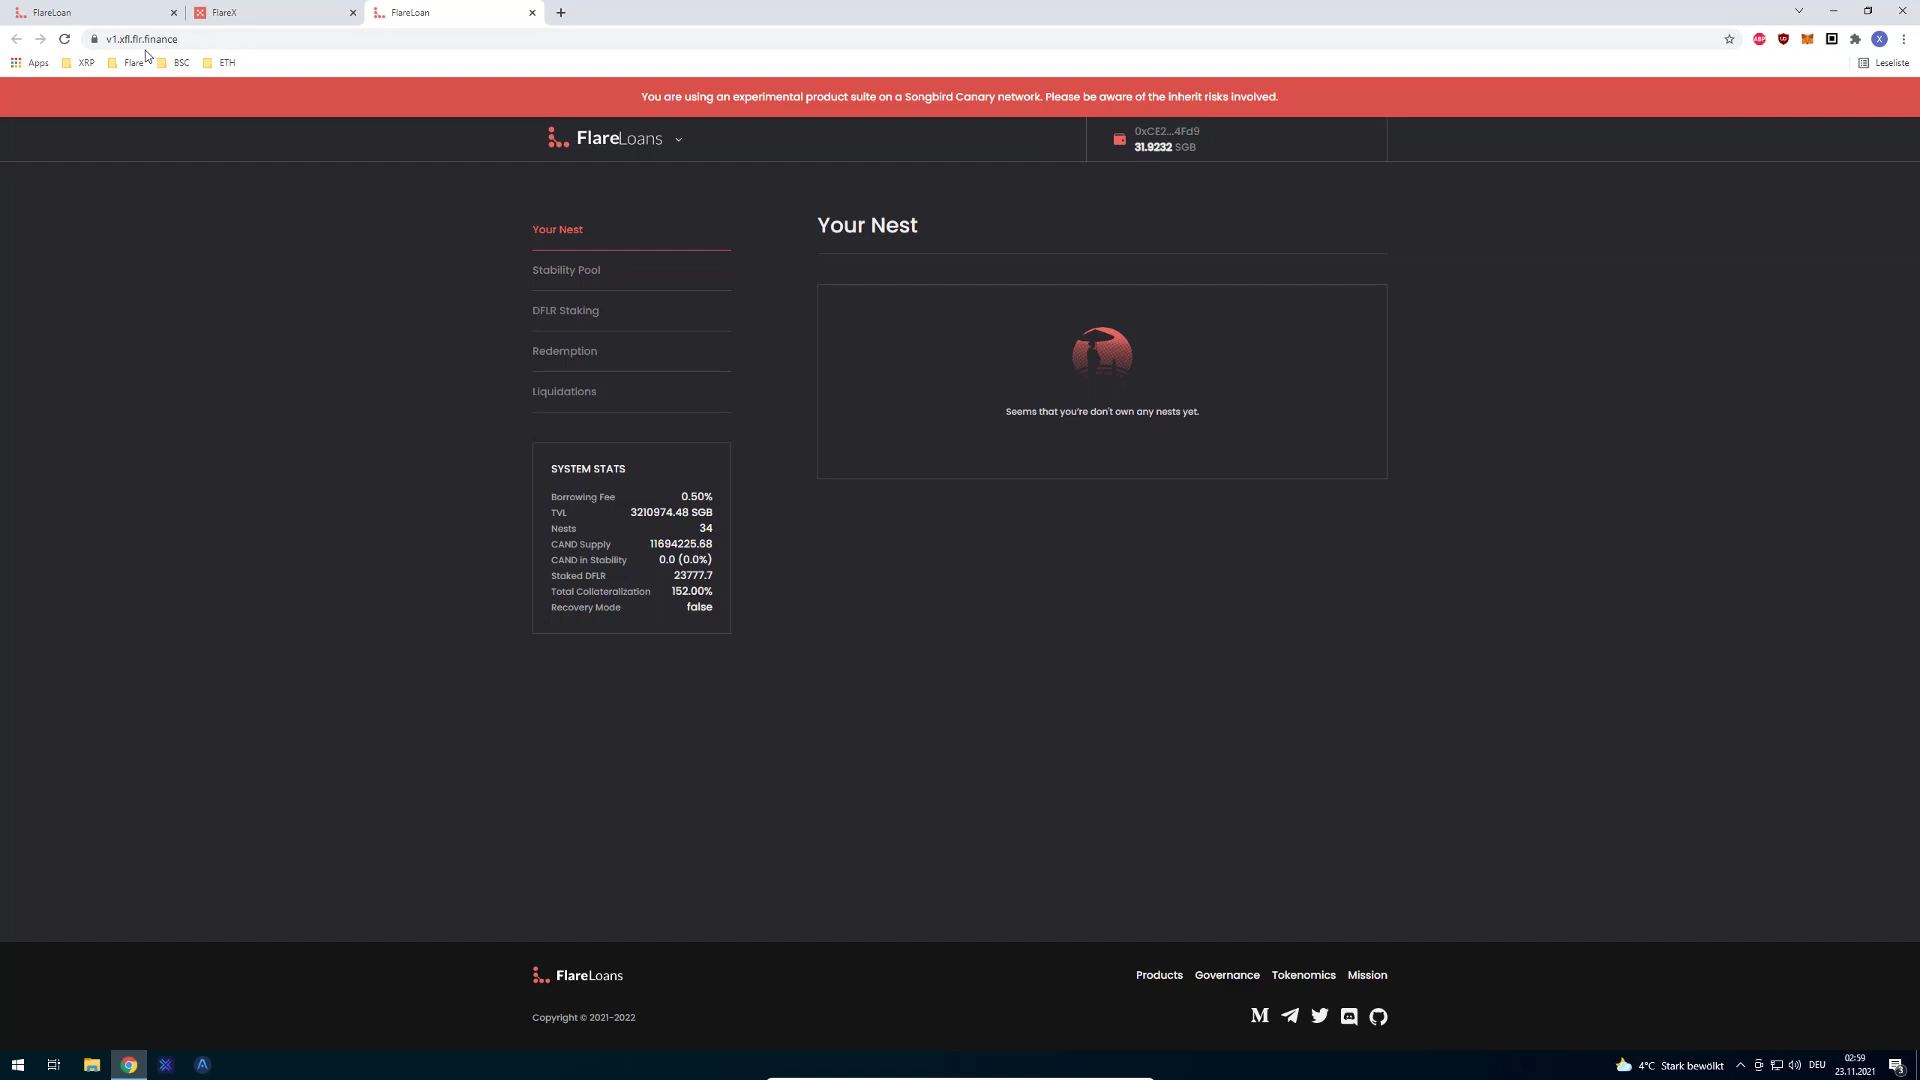 FlareLoan
FlareX
FlareLoan
v1.xfl.flr.finance
Apps
XRP
Flare
BSC
ETH
Leseliste
You are using an experimental product suite on a Songbird Canary network. Please be aware of the inherit risks involved.
FlareLoans
0xCE2...4Fd9
31.9232 SGB
Your Nest
Stability Pool
DFLR Staking
Redemption
Liquidations
SYSTEM STATS
Borrowing Fee 0.50%
TVL 3210974.48 SGB
Nests 34
CAND Supply 11694225.68
CAND in Stability 0.0 (0.0%)
Staked DFLR 23777.7
Total Collateralization 152.00%
Recovery Mode false
Your Nest
Seems that you're don't own any nests yet.
FlareLoans
Copyright © 2021-2022
Products Governance Tokenomics Mission
4°C Stark bewölkt
DEU
02:59
23.11.2021
3